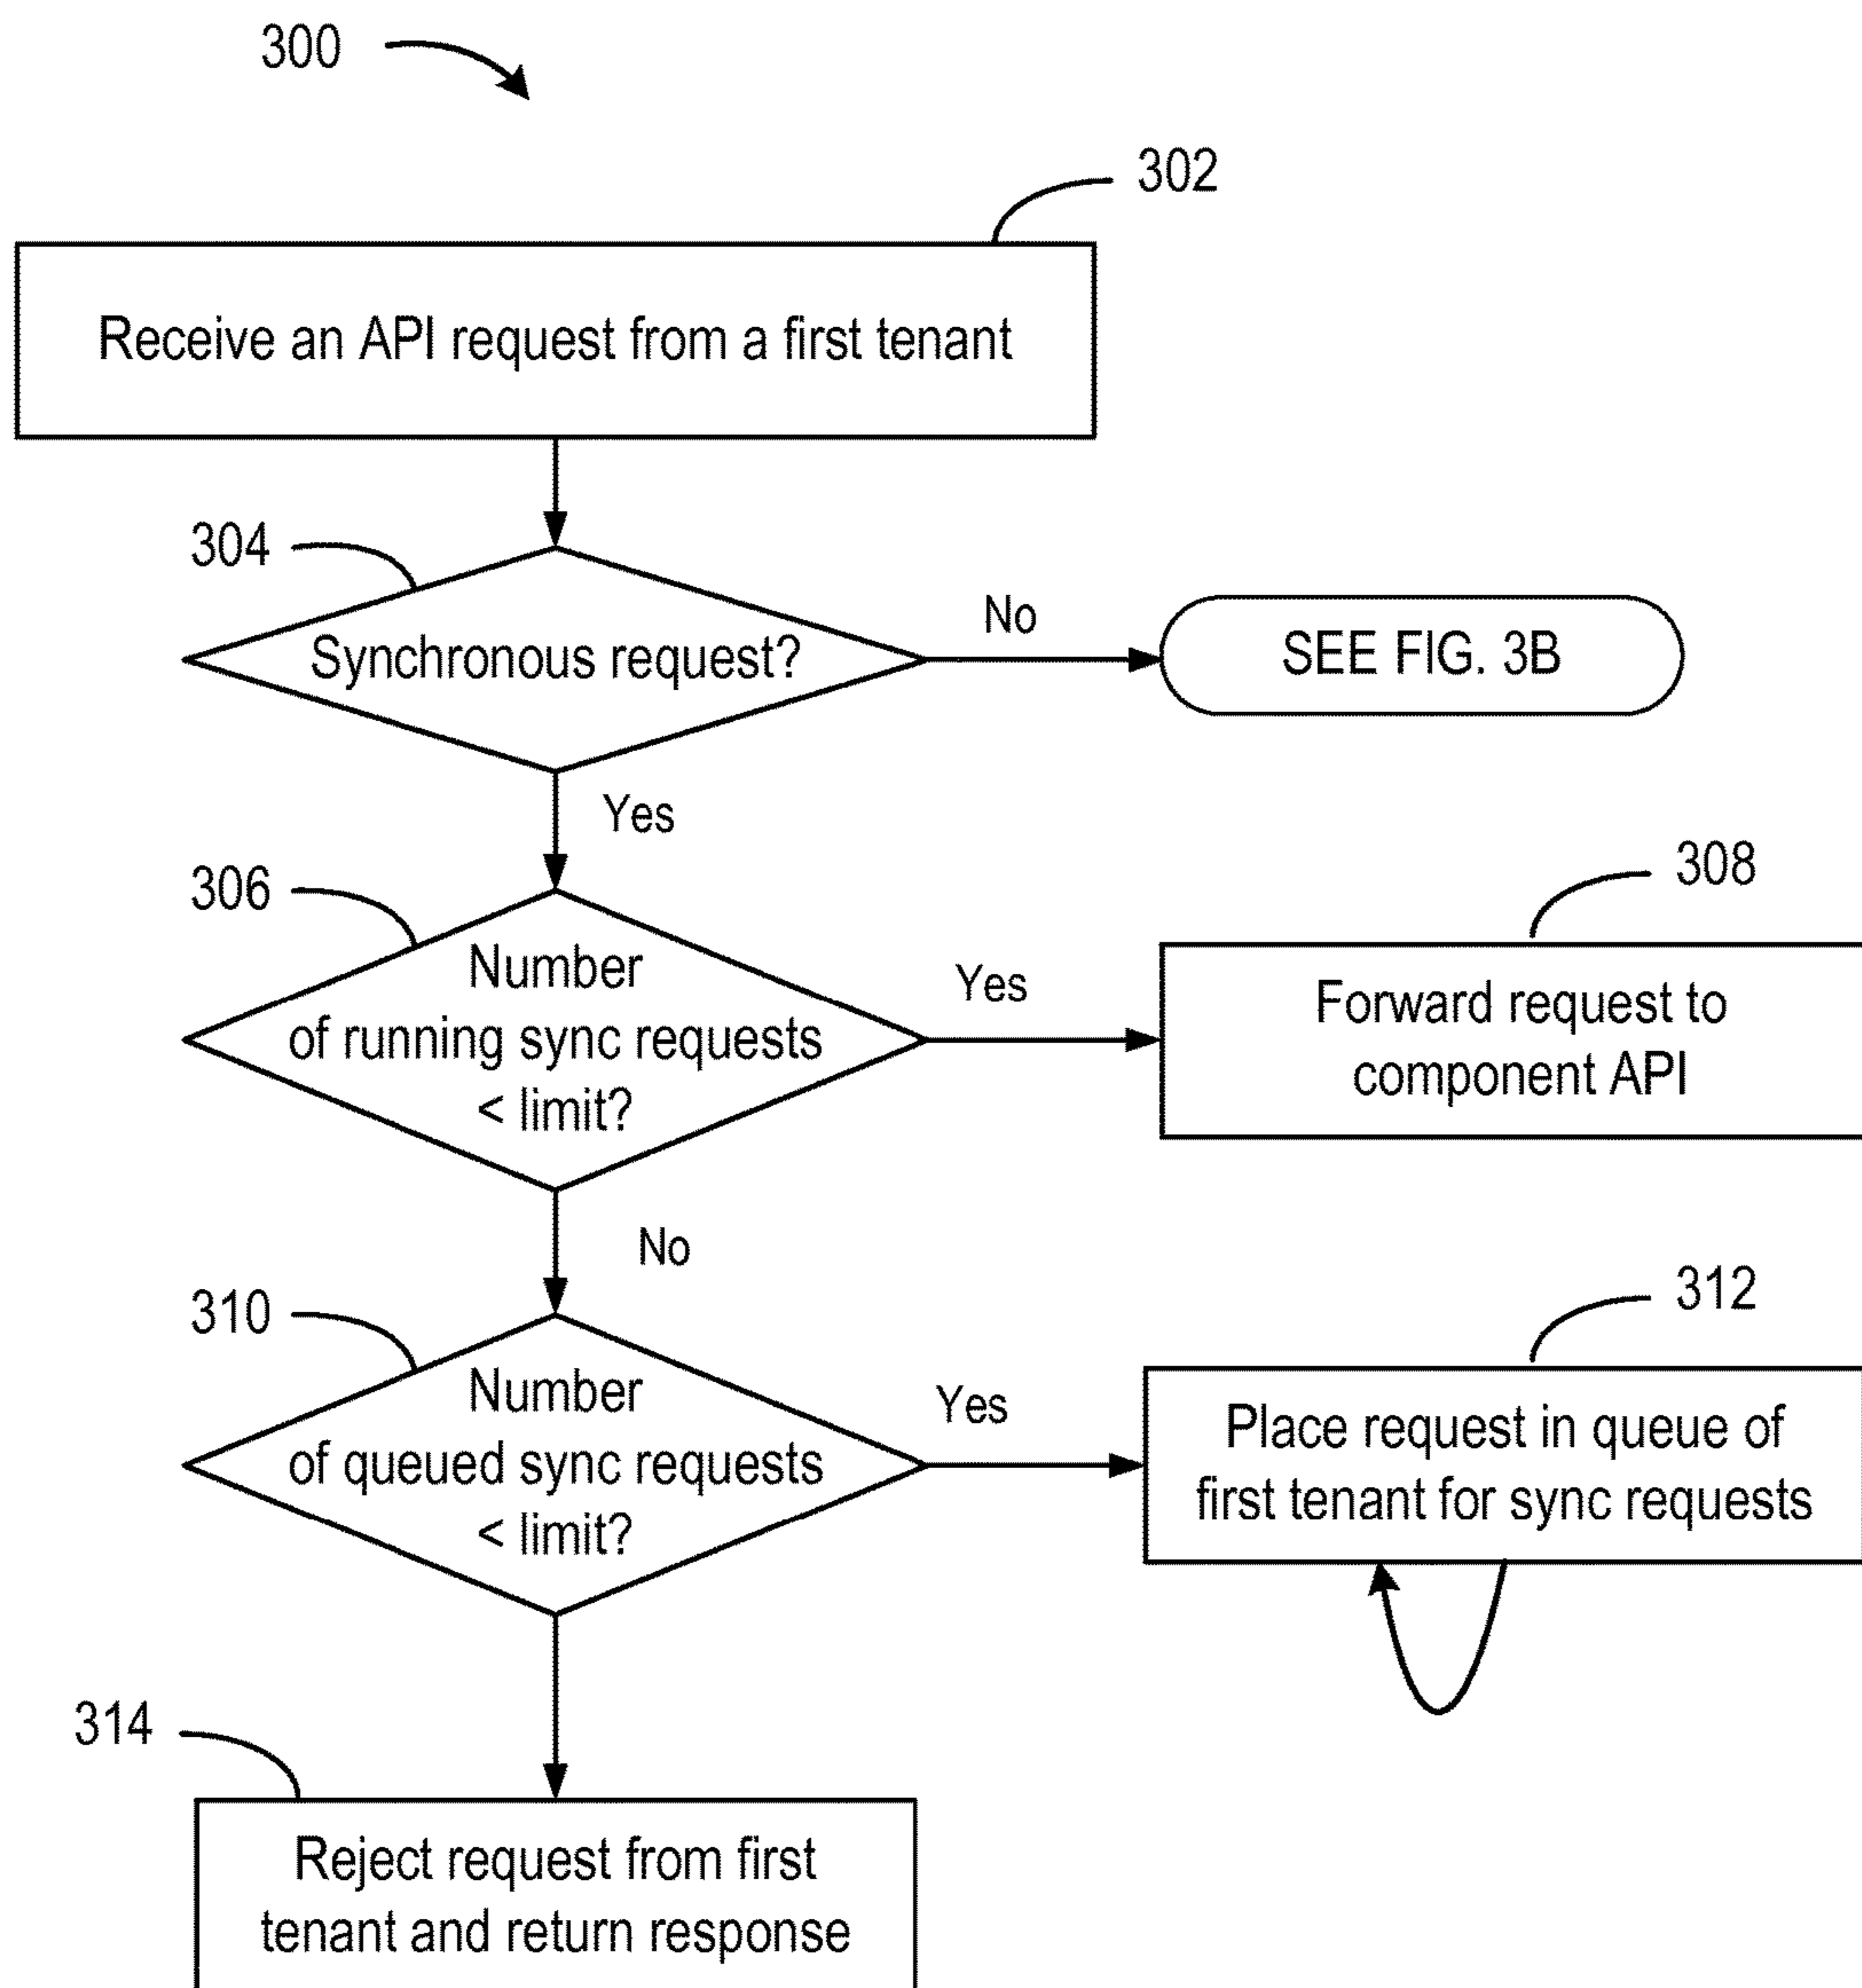 300
302
Receive an API request from a first tenant
304
Synchronous request?
No
SEE FIG. 3B
Yes
306
Number
of running sync requests
< limit?
Yes
308
Forward request to
component API
No
310
Number
of queued sync requests
< limit?
Yes
312
Place request in queue of
first tenant for sync requests
314
Reject request from first
tenant and return response